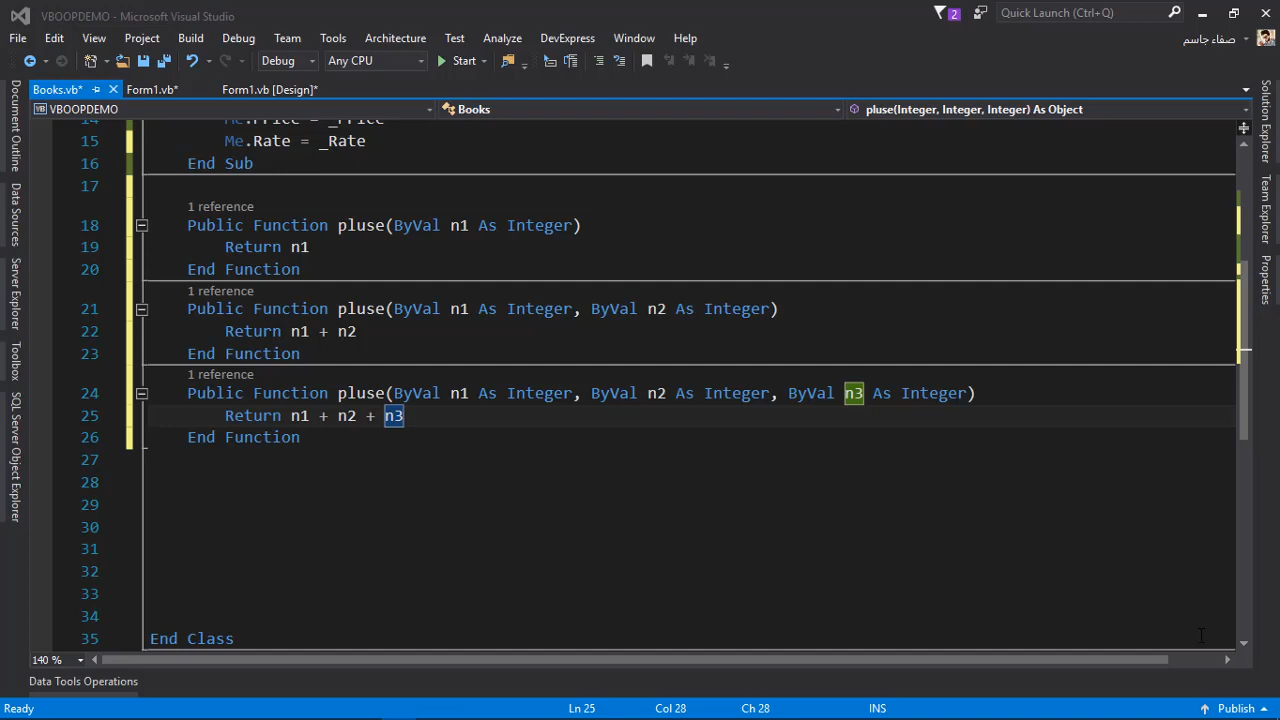 VBOOPDEMO - Microsoft Visual Studio
2
Quick Launch (Ctrl+Q)
File Edit View Project Build Debug Team Tools Architecture Test Analyze DevExpress Window Help
صفاء جاسم
Debug Any CPU Start
Books.vb* Form1.vb* Form1.vb [Design]*
VBOOPDEMO Books pluse(Integer, Integer, Integer) As Object
Document Outline
Data Sources
Server Explorer
Toolbox
SQL Server Object Explorer
14 Me.Price = _Price
15 Me.Rate = _Rate
16 End Sub
17
1 reference
18 Public Function pluse(ByVal n1 As Integer)
19 Return n1
20 End Function
1 reference
21 Public Function pluse(ByVal n1 As Integer, ByVal n2 As Integer)
22 Return n1 + n2
23 End Function
1 reference
24 Public Function pluse(ByVal n1 As Integer, ByVal n2 As Integer, ByVal n3 As Integer)
25 Return n1 + n2 + n3
26 End Function
27
28
29
30
31
32
33
34
35 End Class
Solution Explorer
Team Explorer
Properties
140 %
Data Tools Operations
Ready Ln 25 Col 28 Ch 28 INS Publish